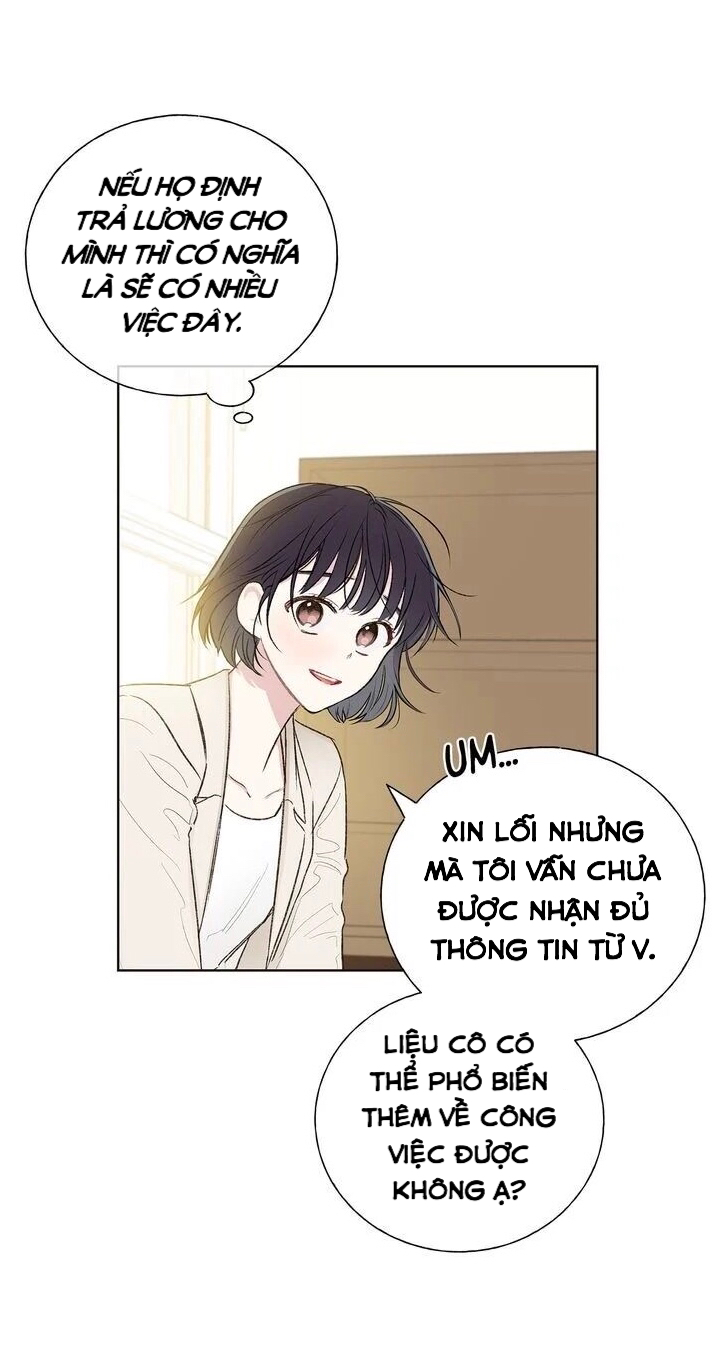 NẾU HỌ ĐỊNH
TRẢ LƯƠNG CHO
MÌNH THÌ CÓ NGHĨA
LÀ SẼ CÓ NHIỀU
VIỆC ĐÂY.
UM...
XIN LỖI NHƯNG
MÀ TÔI VẪN CHƯA
ĐƯỢC NHẬN ĐỦ
THÔNG TIN TỪ V.
LIỆU CÔ CÓ
THỂ PHỔ BIẾN
THÊM VỀ CÔNG
VIỆC ĐƯỢC
KHÔNG Ạ?